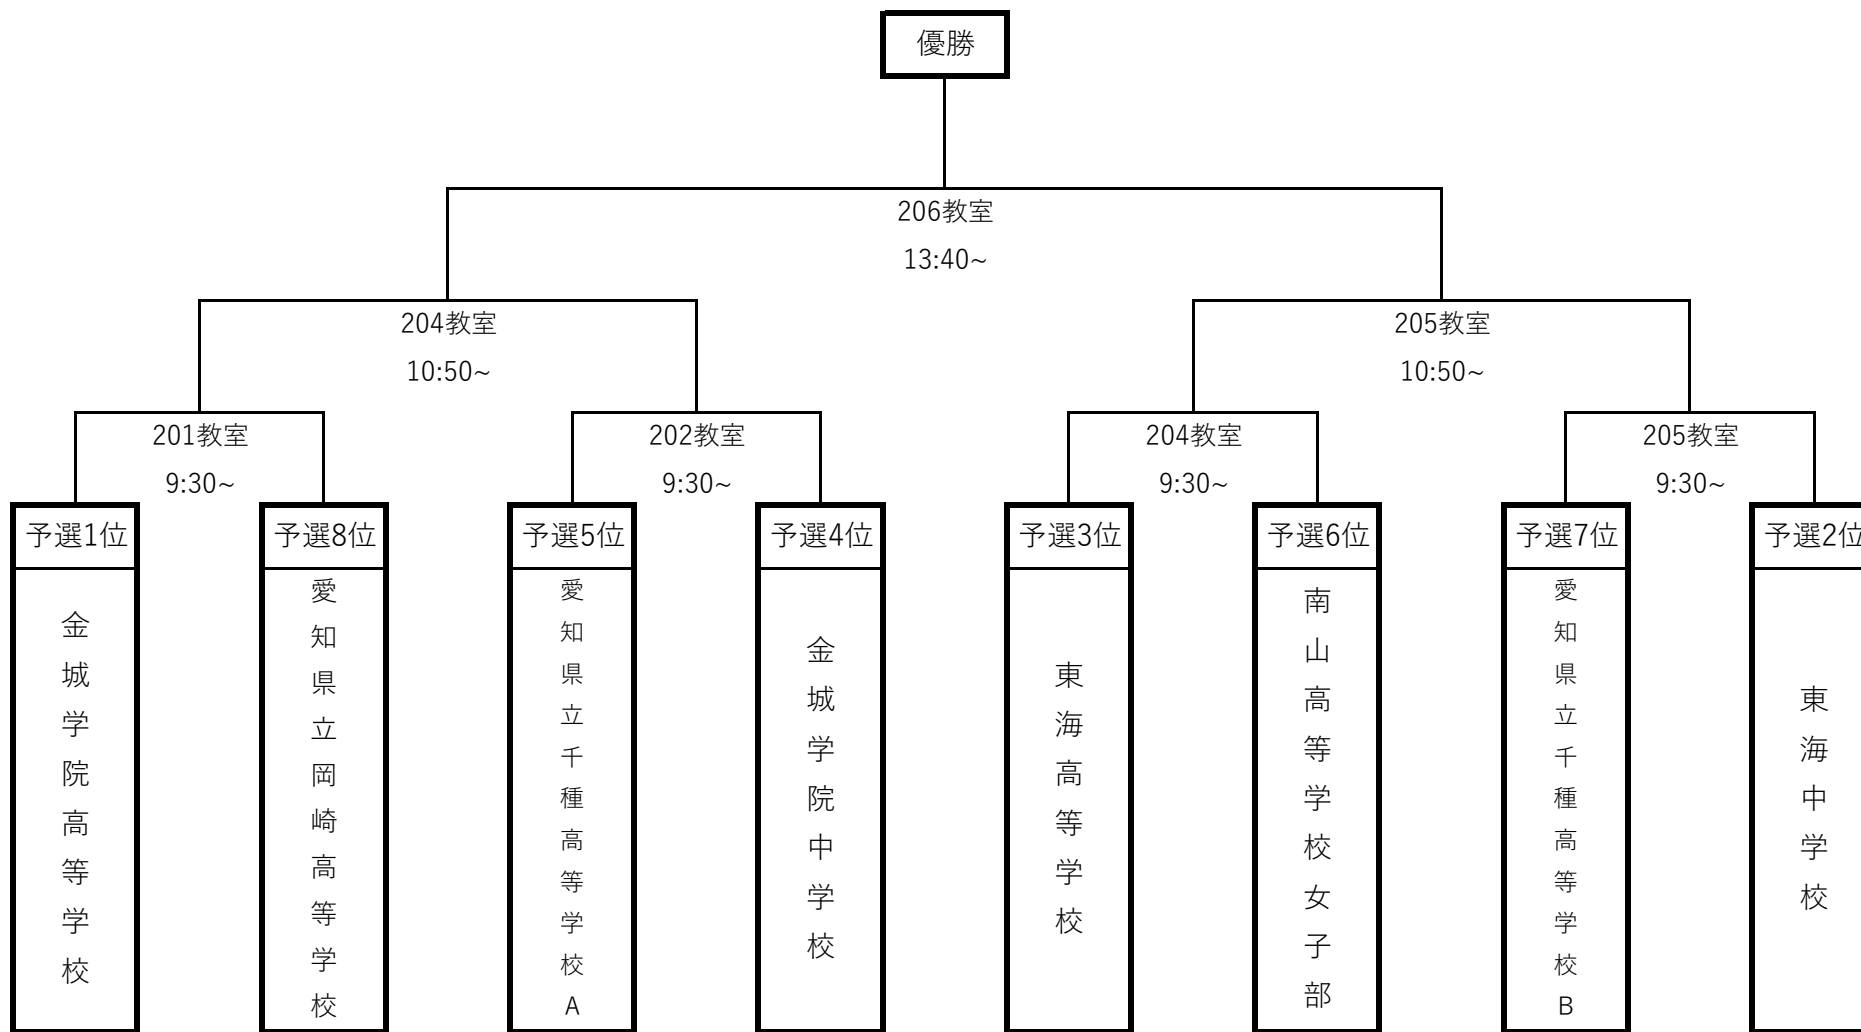 優勝
206教室
13:40~
204教室
10:50~
205教室
10:50~
201教室
9:30~
202教室
9:30~
204教室
9:30~
205教室
9:30~
予選1位
金城学院高等学校
予選8位
愛知県立岡崎高等学校
予選5位
愛知県立千種高等学校A
予選4位
金城学院中学校
予選3位
東海高等学校
予選6位
南山高等学校女子部
予選7位
愛知県立千種高等学校B
予選2位
東海中学校